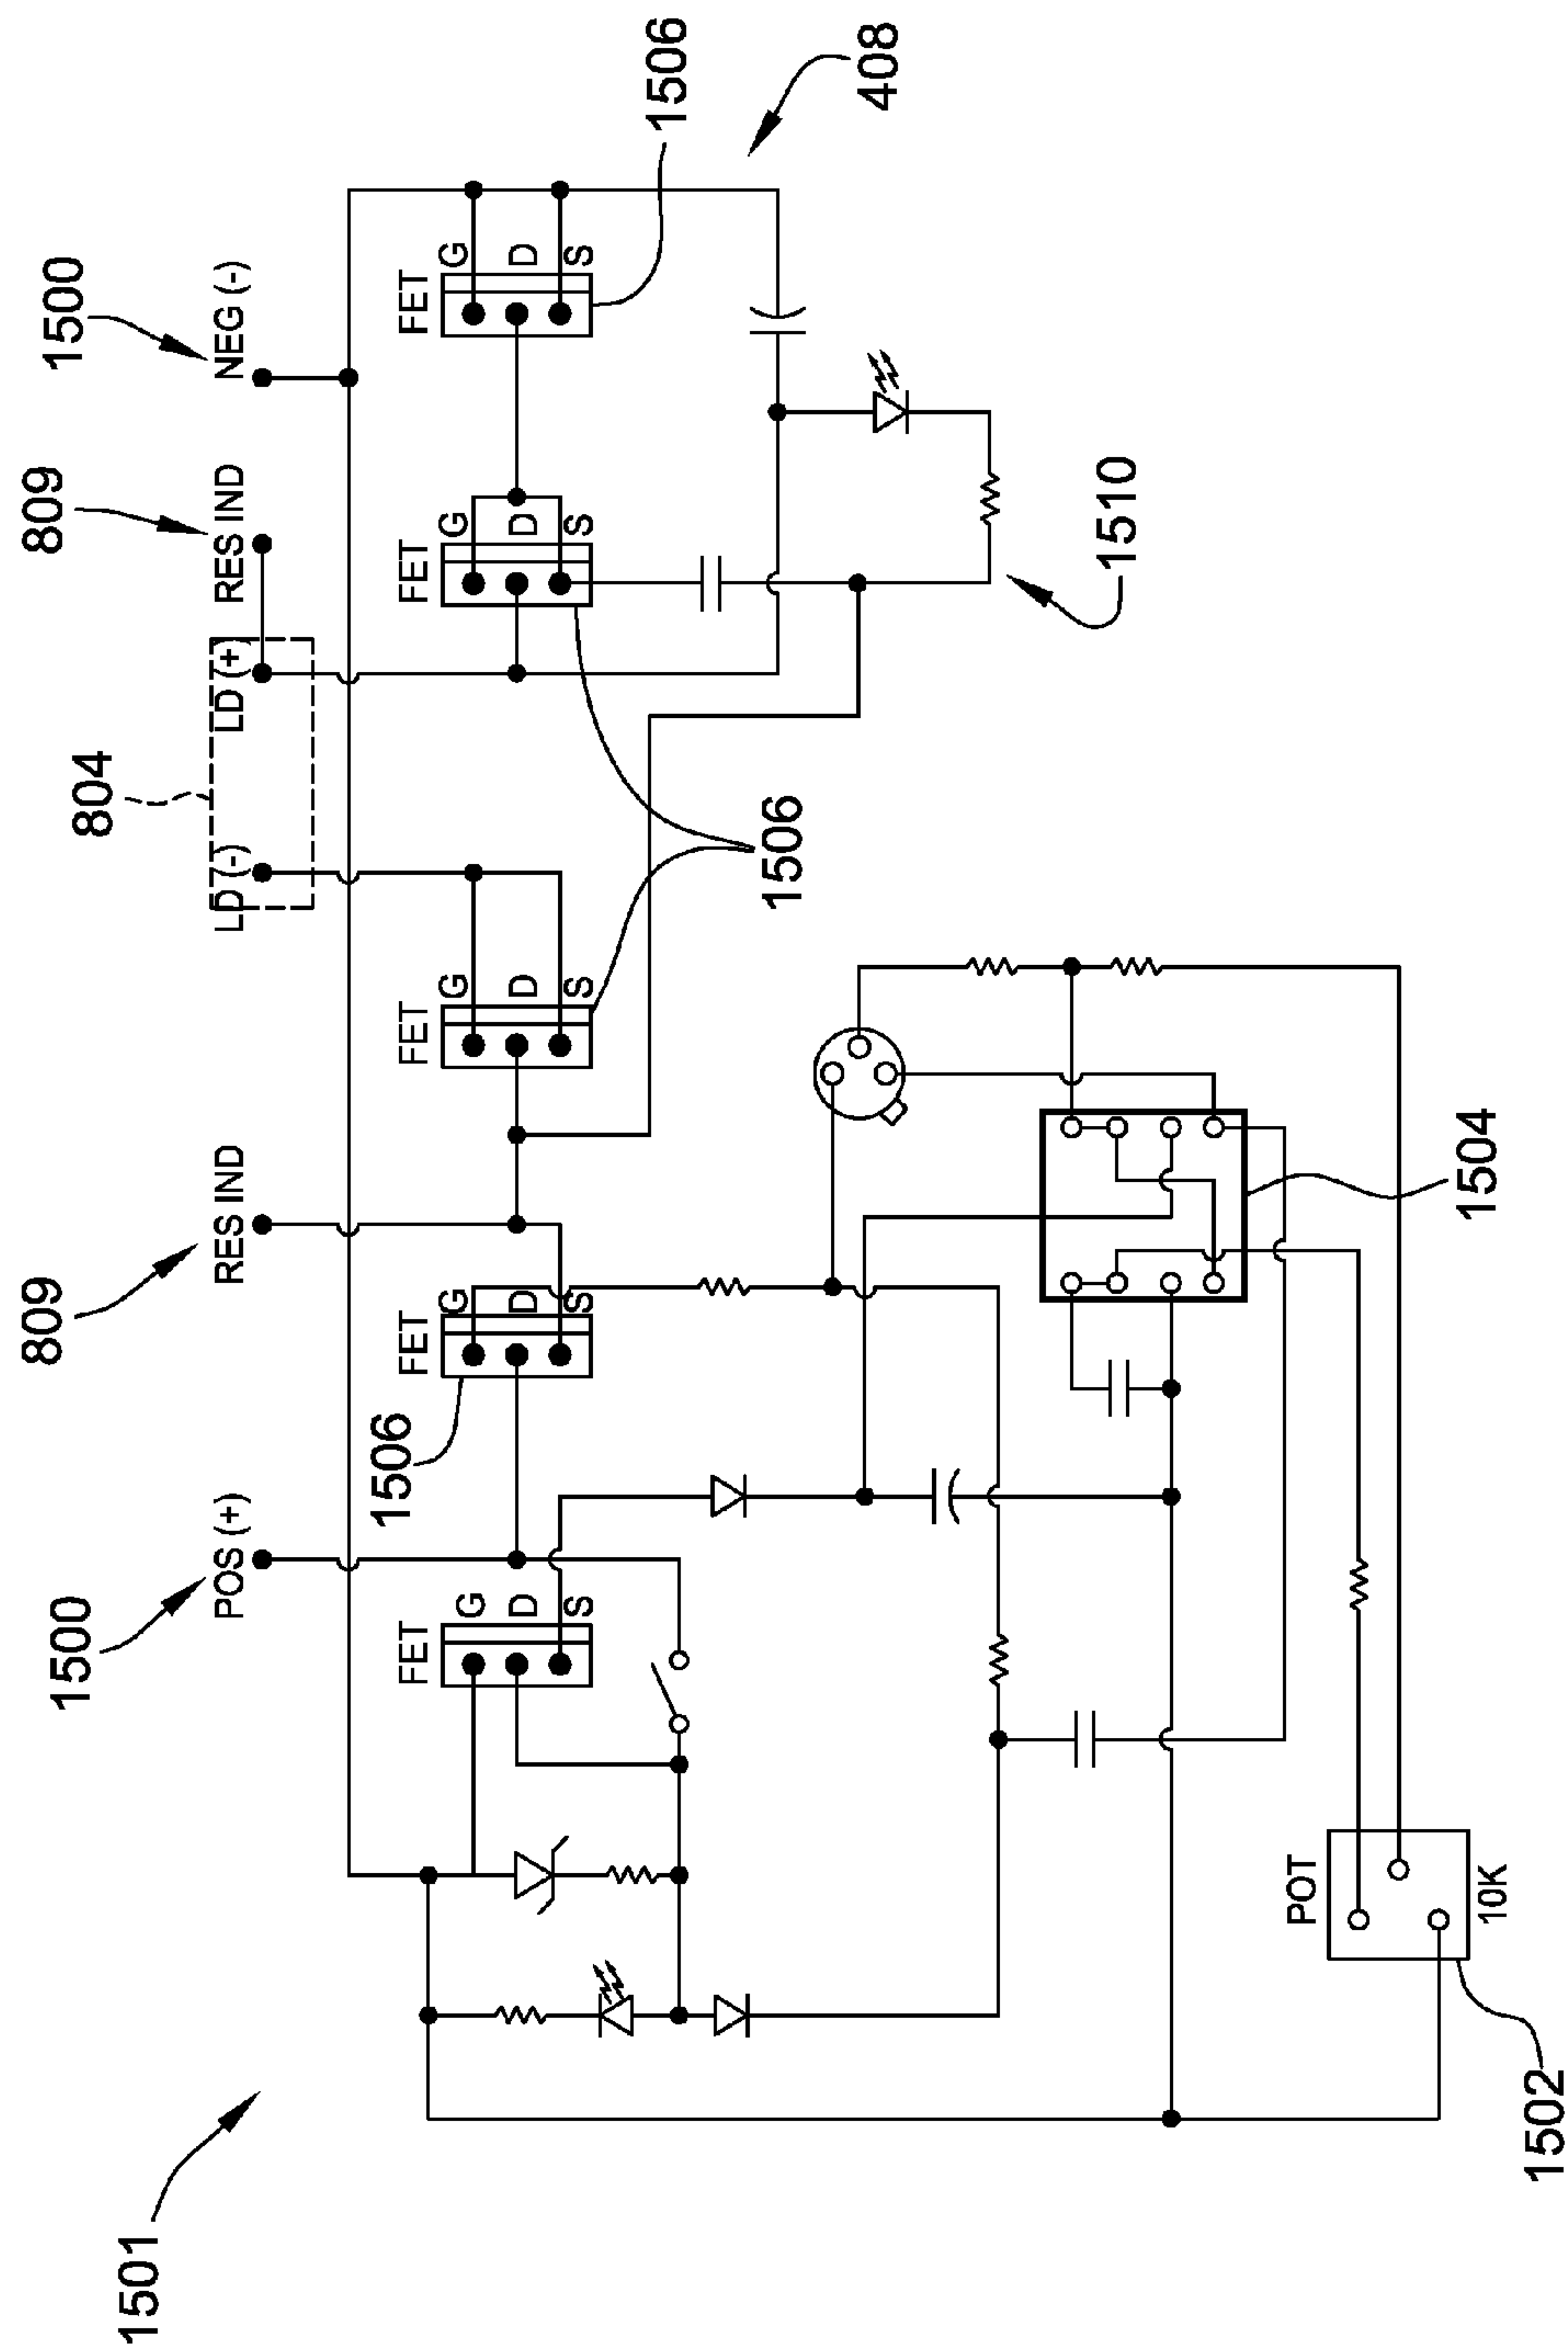 1501
1500
POS (+)
809
RES IND
804
LD (-)
LD (+)
809
RES IND
1500
NEG (-)
408
FET
G
D
S
1506
FET
G
D
S
FET
G
D
S
1506
FET
G
D
S
FET
G
D
S
1506
1510
1504
POT
10K
1502